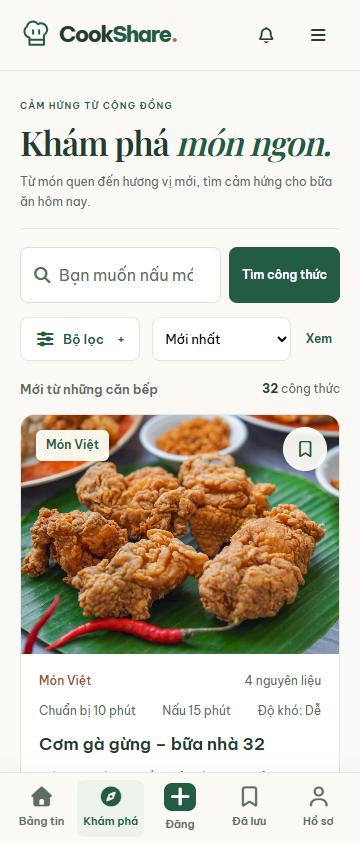 CookShare.
CẢM HỨNG TỪ CỘNG ĐỒNG
Khám phá món ngon.
Từ món quen đến hương vị mới, tìm cảm hứng cho bữa
ăn hôm nay.
Bạn muốn nấu
Tìm công thức
Bộ lọc +
Mới nhất
Xem
Mới từ những căn bếp
32 công thức
Món Việt
Món Việt
4 nguyên liệu
Chuẩn bị 10 phút
Nấu 15 phút
Độ khó: Dễ
Cơm gà gừng – bữa nhà 32
Bảng tin
Khám phá
Đăng
Đã lưu
Hồ sơ